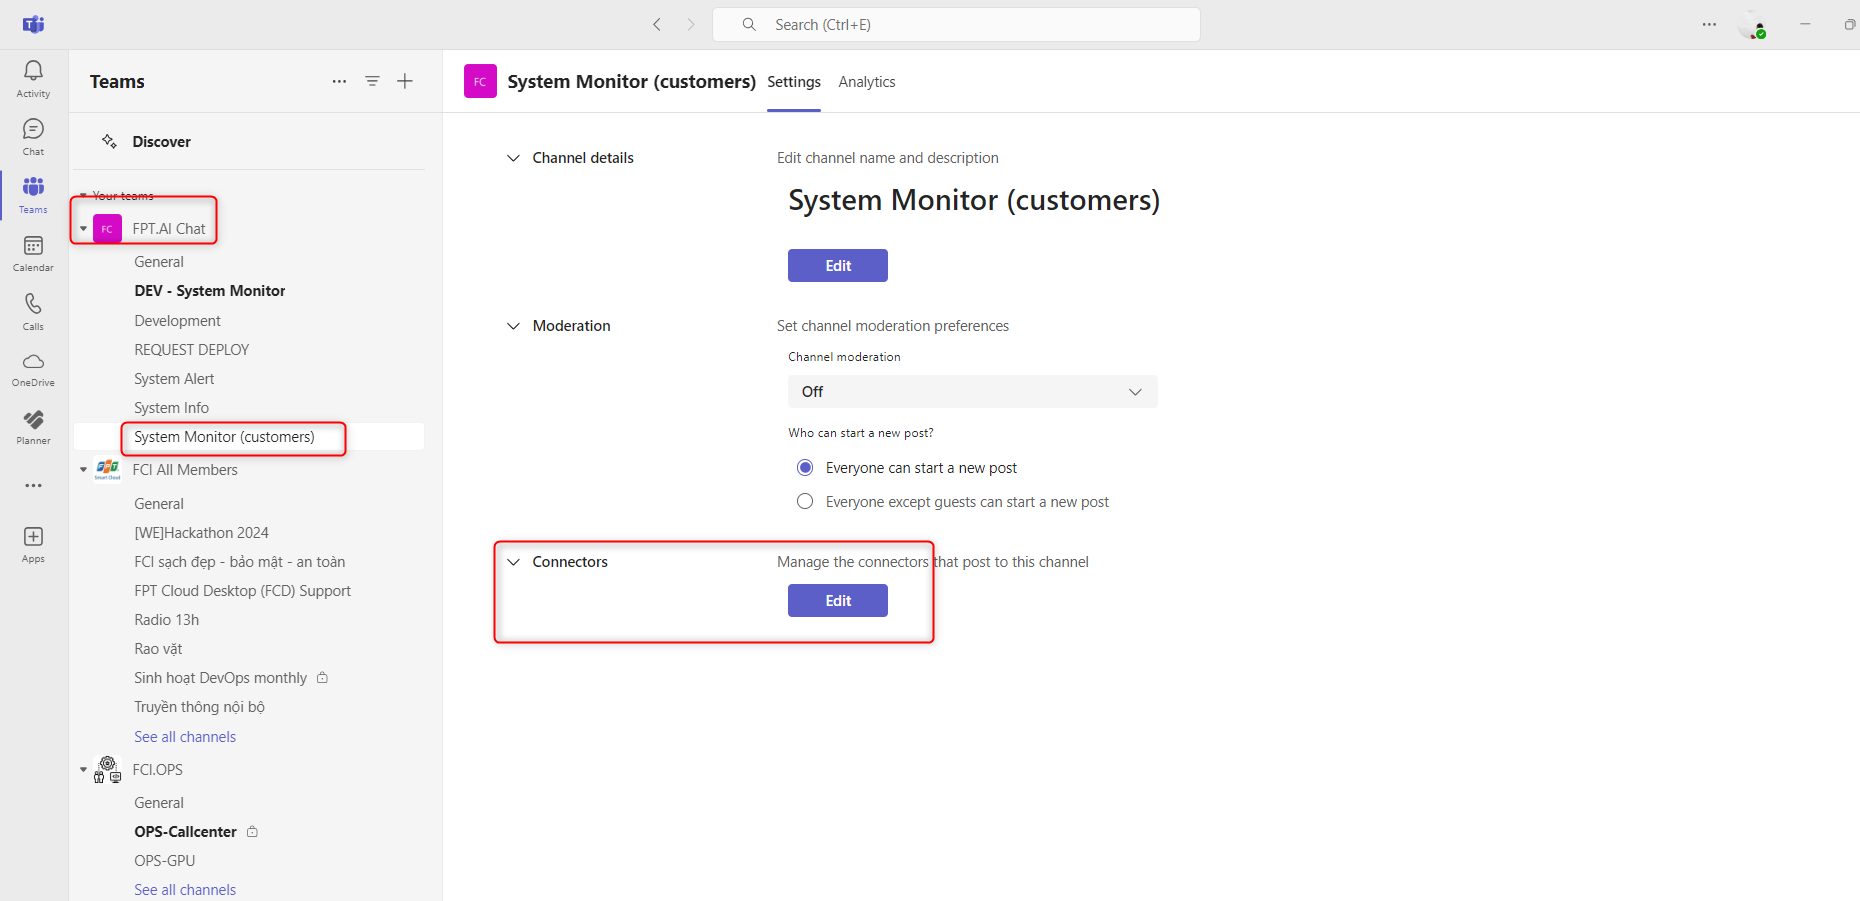 Search (Ctrl+E)
Activity
Chat
Teams
Calendar
Calls
OneDrive
Planner
Apps
Teams
Discover
Your teams
FC FPT.AI Chat
General
DEV - System Monitor
Development
REQUEST DEPLOY
System Alert
System Info
System Monitor (customers)
FPT. Smart Cloud FCI All Members
General
[WE]Hackathon 2024
FCI sạch đẹp - bảo mật - an toàn
FPT Cloud Desktop (FCD) Support
Radio 13h
Rao vặt
Sinh hoạt DevOps monthly
Truyền thông nội bộ
See all channels
FCI.OPS
General
OPS-Callcenter
OPS-GPU
See all channels
FC System Monitor (customers) Settings Analytics
Channel details Edit channel name and description
System Monitor (customers)
Edit
Moderation Set channel moderation preferences
Channel moderation
Off
Who can start a new post?
Everyone can start a new post
Everyone except guests can start a new post
Connectors Manage the connectors that post to this channel
Edit